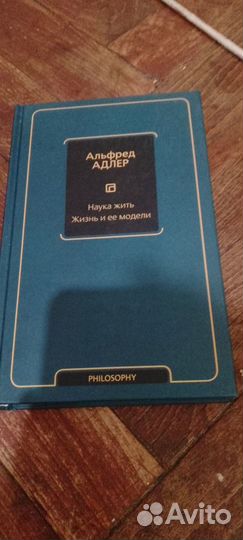 Альфред
АДЛЕР
Наука жить
Жизнь и ее модели
PHILOSOPHY
Avito